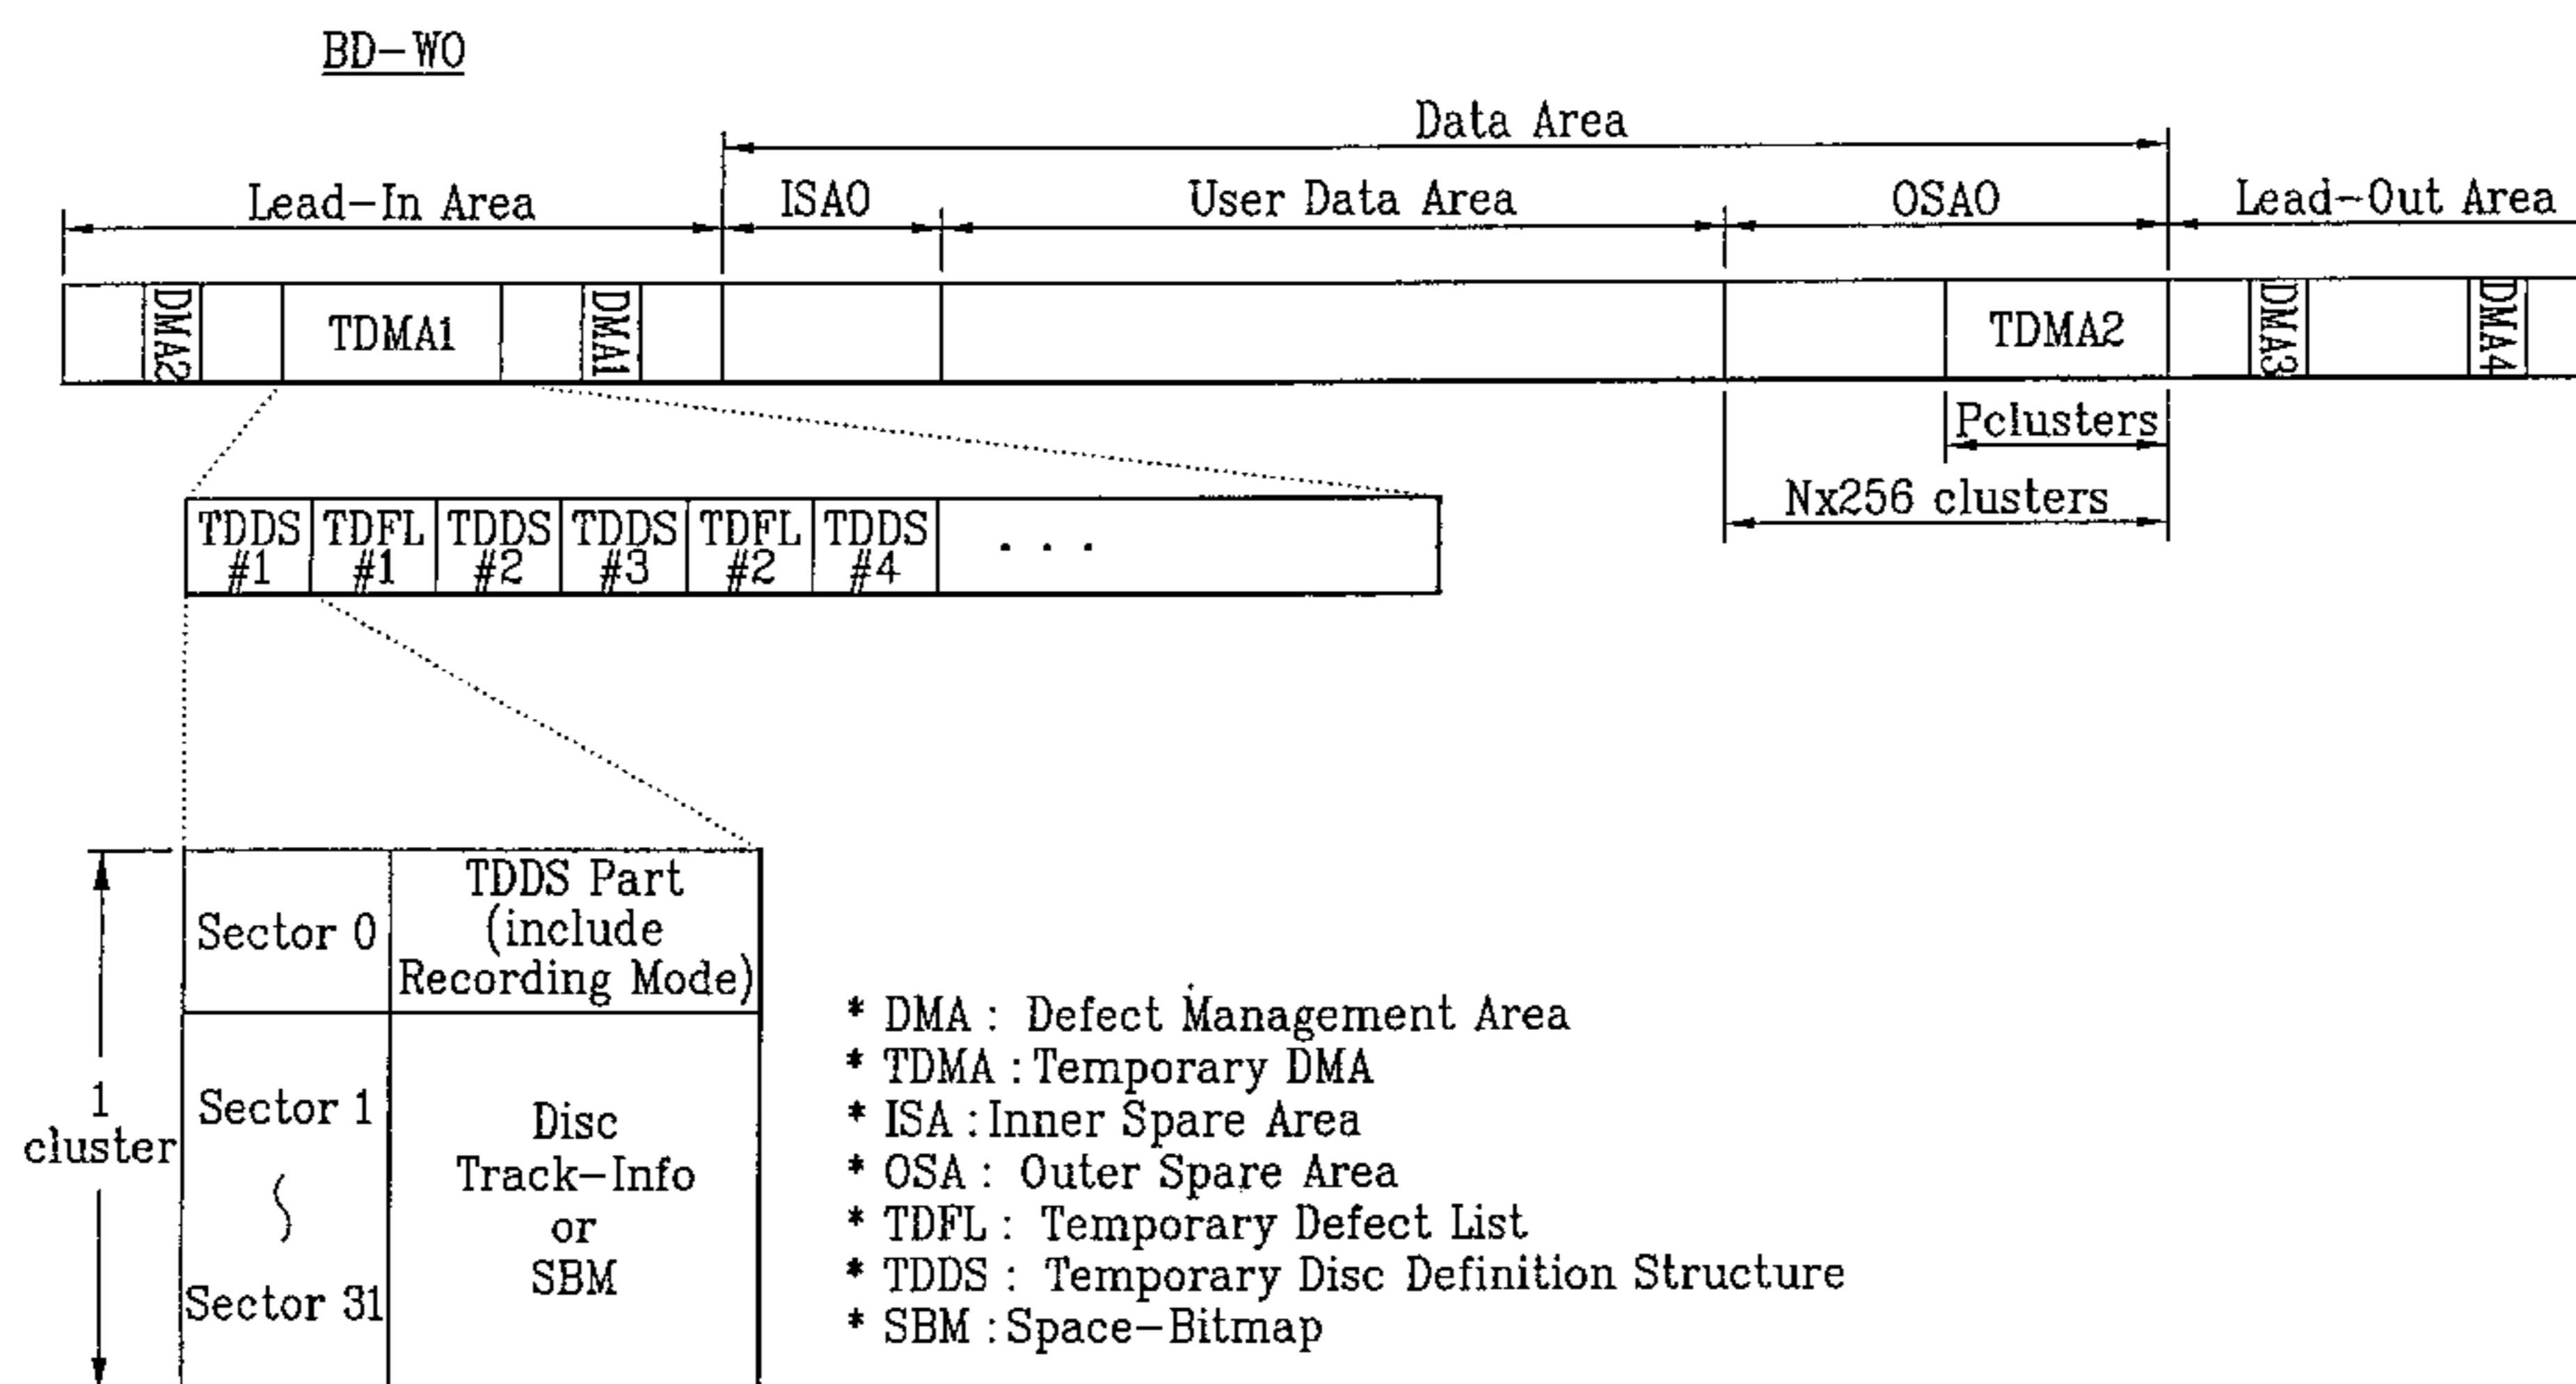 BD-WO
Data Area
Lead-In Area
ISA0
User Data Area
OSA0
Lead-Out Area
DMA2
TDMA1
DMA1
TDMA2
DMA3
DMA4
Pclusters
Nx256 clusters
TDDS #1
TDFL #1
TDDS #2
TDDS #3
TDFL #2
TDDS #4
. . .
1
cluster
Sector 0
TDDS Part
(include
Recording Mode)
Sector 1
Sector 31
Disc
Track-Info
or
SBM
* DMA : Defect Management Area
* TDMA : Temporary DMA
* ISA : Inner Spare Area
* OSA : Outer Spare Area
* TDFL : Temporary Defect List
* TDDS : Temporary Disc Definition Structure
* SBM : Space-Bitmap